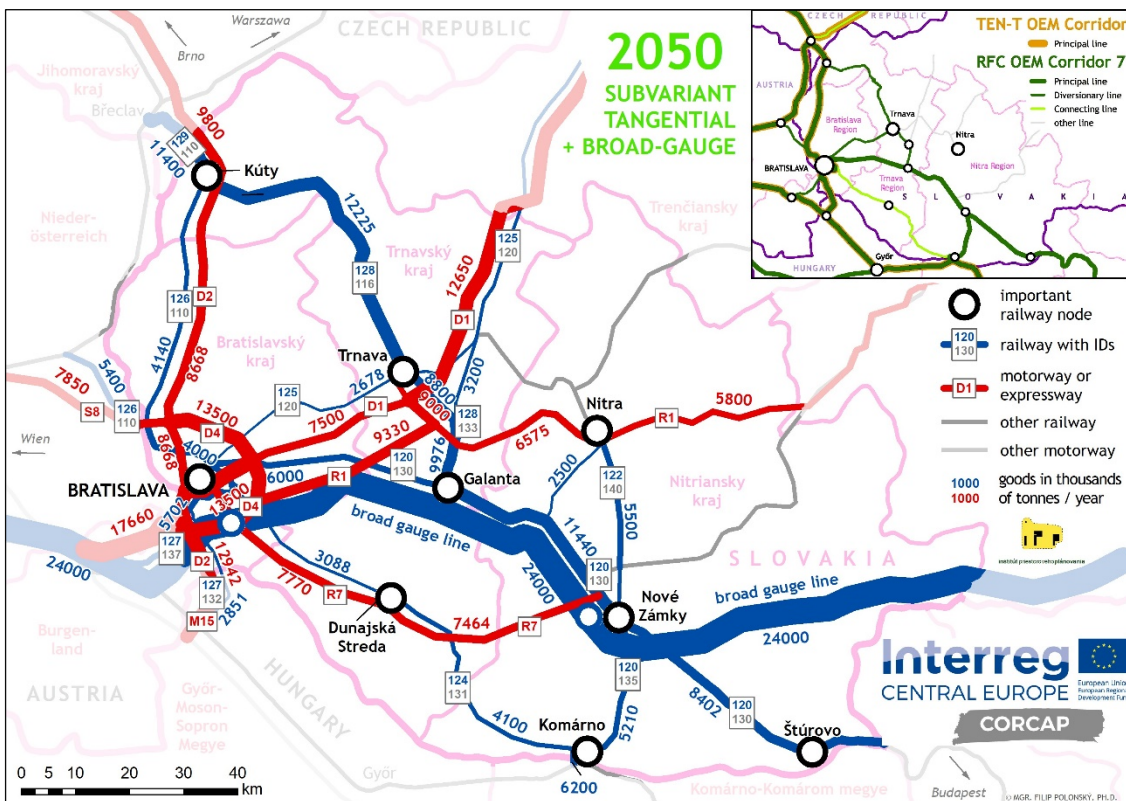 Warszawa
Brno
CZECH REPUBLIC
Jihomoravský
kraj
Břeclav
2050
SUBVARIANT
TANGENTIAL
+ BROAD-GAUGE
9800
129
110
11400
Kúty
12225
Nieder-
österreich
Trnavský
kraj
Trenčiansky
kraj
125
120
12650
128
116
D2
126
110
4140
8668
D1
Bratislavský
kraj
Trnava
3200
5400
7850
S8
126
110
125
120
2678
8800
9000
D1
7500
13500
D4
9330
128
133
Nitra
R1
5800
6575
Wien
8668
4000
6000
120
130
9976
2500
122
140
BRATISLAVA
R1
Galanta
Nitriansky
kraj
5702
13500
D4
17660
broad gauge line
11440
5500
SLOVAKIA
127
137
24000
D2
12942
3088
24000
120
130
broad gauge line
127
132
7770
R7
Nové
Zámky
M15
2851
Dunajská
Streda
7464
R7
24000
Burgen-
land
120
135
AUSTRIA
HUNGARY
124
131
8402
120
130
Győr-
Moson-
Sopron
Megye
4100
Komárno
5210
Štúrovo
6200
Győr
Komárno-Komárom megye
Budapest
0 5 10 20 30 40
km
CZECH REPUBLIC
TEN-T OEM Corridor
Principal line
RFC OEM Corridor 7
Principal line
Diversionary line
Connecting line
other line
AUSTRIA
Bratislava
Region
Trnava
Nitra
BRATISLAVA
Nitra Region
Trnava
Region
SLOVAKIA
Győr
HUNGARY
important
railway node
120
130
railway with IDs
D1
motorway or
expressway
other railway
other motorway
1000
1000
goods in thousands
of tonnes / year
inštitút priestorového plánovania
Interreg
CENTRAL EUROPE
European Union
European Regional
Development Fund
CORCAP
© MGR. FILIP POLONSKÝ, PH.D.